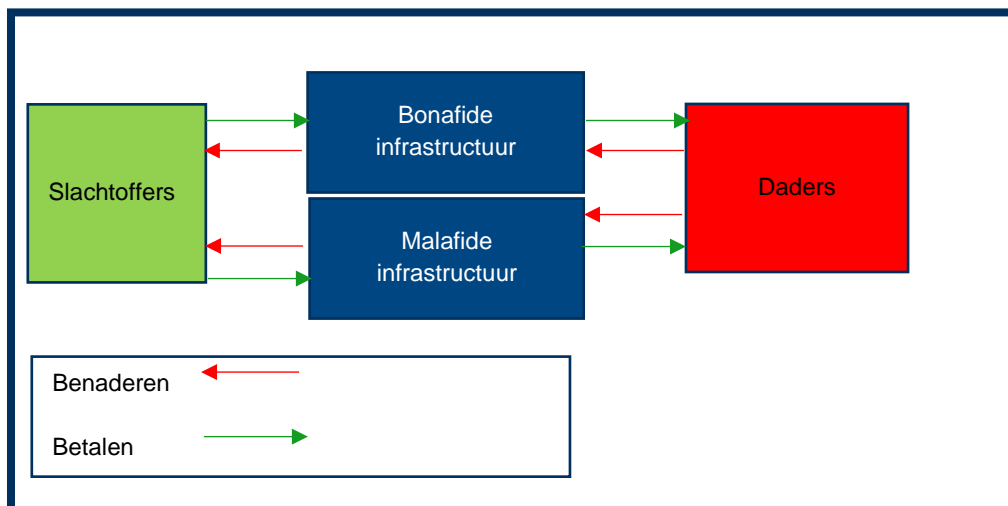 Bonafide
infrastructuur
Slachtoffers
Daders
Malafide
infrastructuur
Benaderen
Betalen